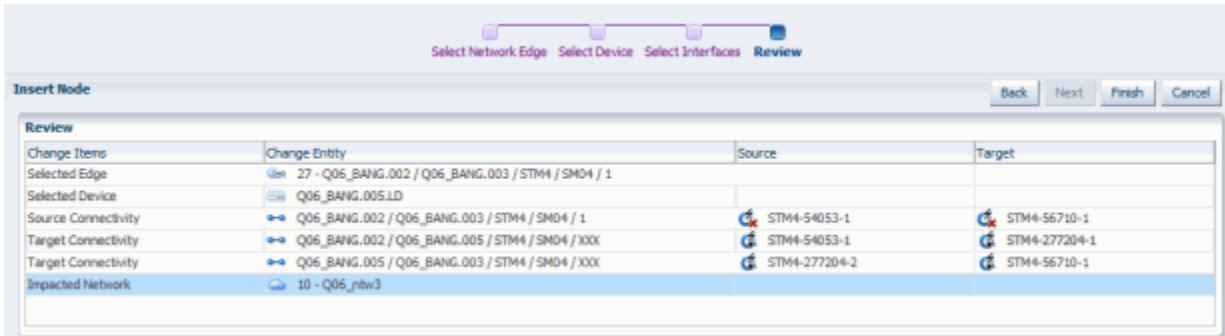 Select Network Edge Select Device Select Interfaces Review
Insert Node Back Next Finish Cancel
Review
Change Items Change Entity Source Target
Selected Edge 27 - Q06_BANG.002 / Q06_BANG.003 / STM4 / SM04 / 1
Selected Device Q06_BANG.005.LD
Source Connectivity Q06_BANG.002 / Q06_BANG.003 / STM4 / SM04 / 1 STM4-54053-1 STM4-56710-1
Target Connectivity Q06_BANG.002 / Q06_BANG.005 / STM4 / SM04 / XXX STM4-54053-1 STM4-277204-1
Target Connectivity Q06_BANG.005 / Q06_BANG.003 / STM4 / SM04 / XXX STM4-277204-2 STM4-56710-1
Impacted Network 10 - Q06_ntw3